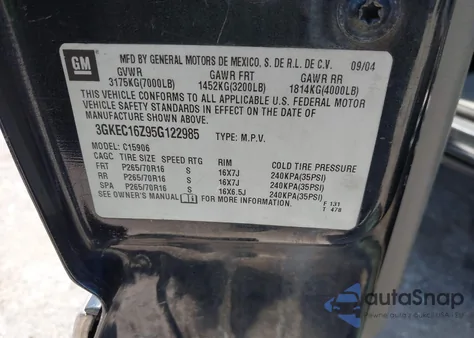 GM
MFD BY GENERAL MOTORS DE MEXICO, S. DE R.L. DE C.V. 09/04
GVWR GAWR FRT GAWR RR
3175KG(7000LB) 1452KG(3200LB) 1814KG(4000LB)
THIS VEHICLE CONFORMS TO ALL APPLICABLE U.S. FEDERAL MOTOR
VEHICLE SAFETY STANDARDS IN EFFECT ON THE DATE OF
MANUFACTURE SHOWN ABOVE.
3GKEC16Z95G122985 TYPE: M.P.V.
MODEL: C15906
CAGC TIRE SIZE SPEED RTG RIM COLD TIRE PRESSURE
FRT P265/70R16 S 16X7J 240KPA(35PSI)
RR P265/70R16 S 16X7J 240KPA(35PSI)
SPA P265/70R16 S 16X6.5J 240KPA(35PSI)
SEE OWNER'S MANUAL FOR MORE INFORMATION
F 131
T 478
autoSnap